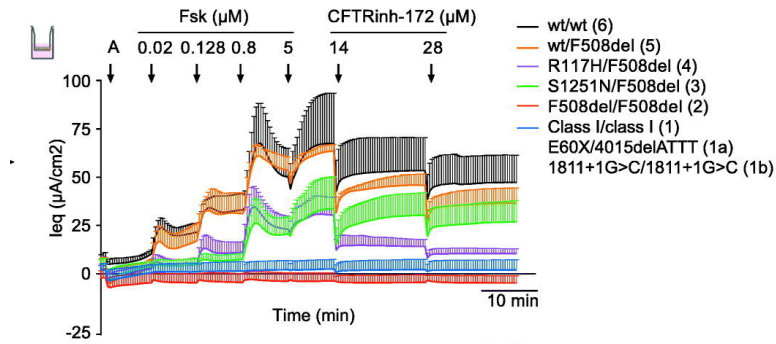 Fsk (µM)
CFTRinh-172 (µM)
A
0.02
0.128
0.8
5
14
28
100
75
50
25
0
-25
Ieq (µA/cm2)
Time (min)
10 min
wt/wt (6)
wt/F508del (5)
R117H/F508del (4)
S1251N/F508del (3)
F508del/F508del (2)
Class I/class I (1)
E60X/4015delATTT (1a)
1811+1G>C/1811+1G>C (1b)